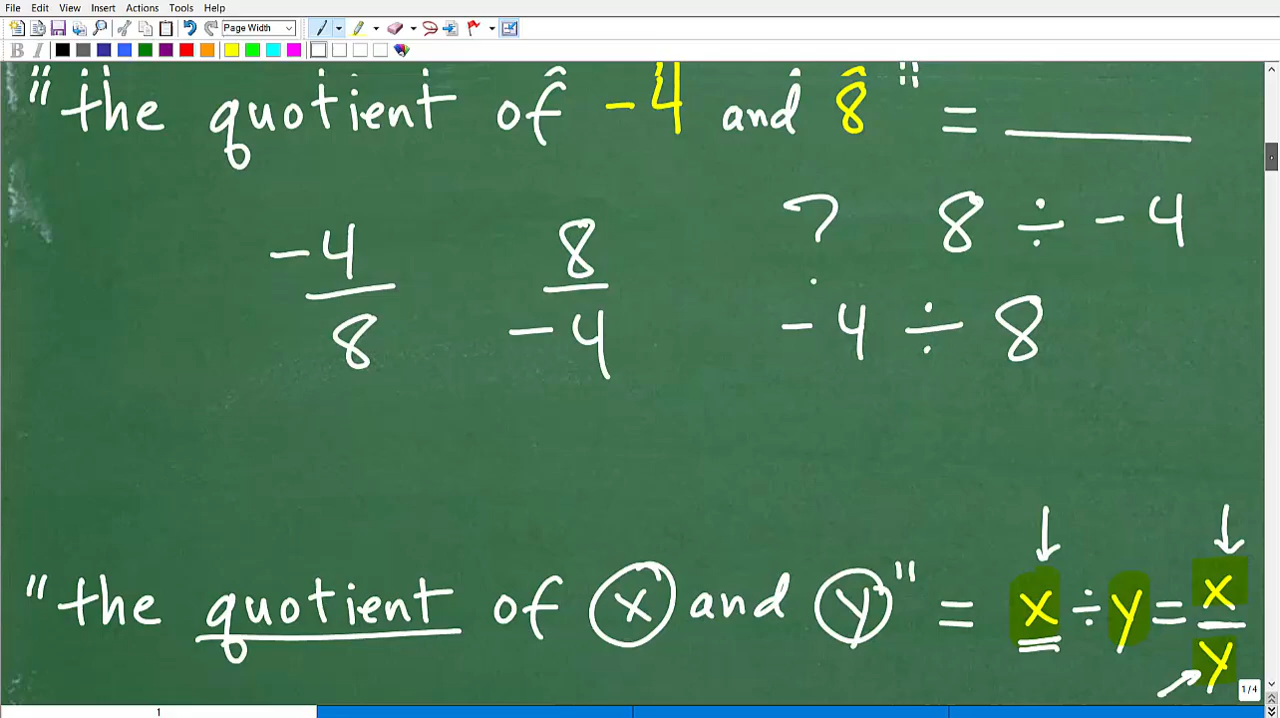 File Edit View Insert Actions Tools Help
Page Width
B I
"the quotient of -4 and 8" = ______
-4/8 8/-4 ? 8 ÷ -4
-4 ÷ 8
"the quotient of x and y" = x ÷ y = x/y
1/4
1